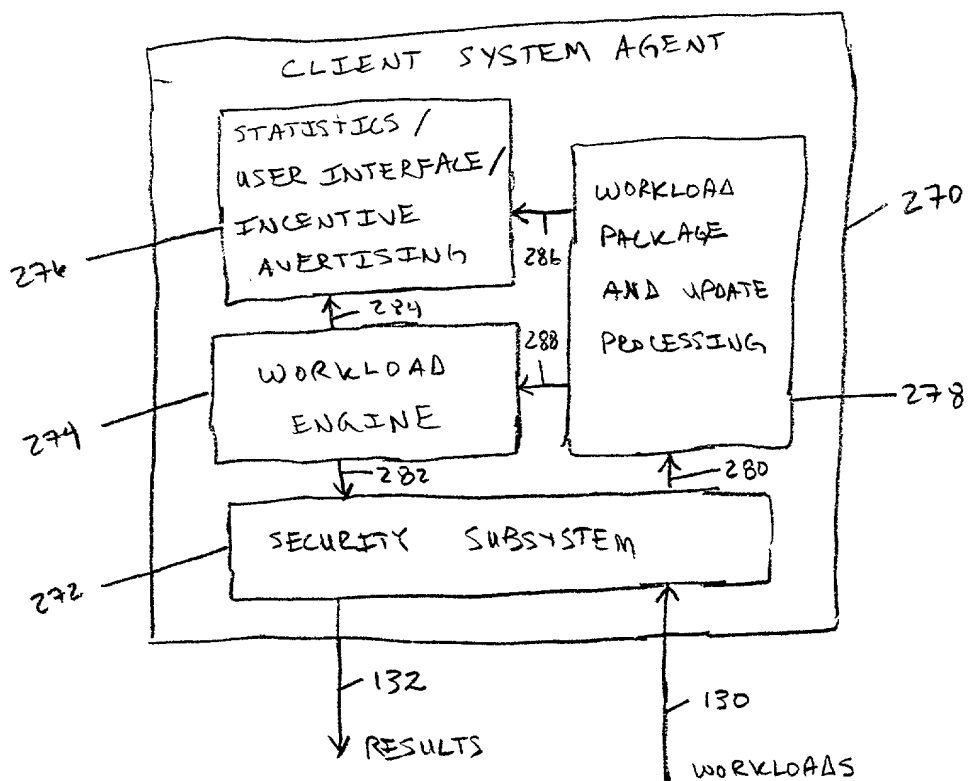 CLIENT SYSTEM AGENT
STATISTICS /
USER INTERFACE /
INCENTIVE
AVERTISING
276
284
WORKLOAD
PACKAGE
AND UPDATE
PROCESSING
286
288
270
278
WORKLOAD
ENGINE
274
282
280
SECURITY SUBSYSTEM
272
132
RESULTS
130
WORKLOADS